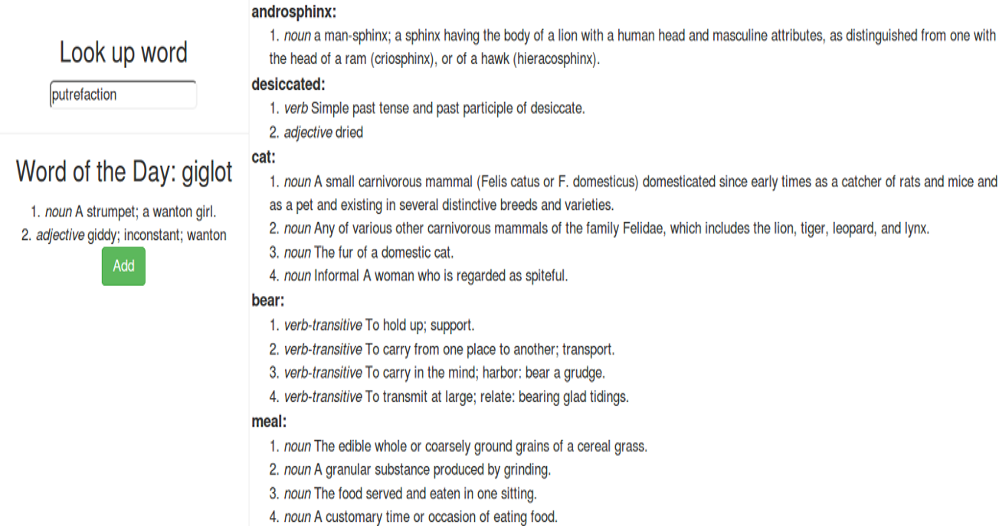 Look up word
putrefaction
Word of the Day: giglot
1. noun A strumpet; a wanton girl.
2. adjective giddy; inconstant; wanton
Add
androsphinx:
1. noun a man-sphinx; a sphinx having the body of a lion with a human head and masculine attributes, as distinguished from one with
the head of a ram (criosphinx), or of a hawk (hieracosphinx).
desiccated:
1. verb Simple past tense and past participle of desiccate.
2. adjective dried
cat:
1. noun A small carnivorous mammal (Felis catus or F. domesticus) domesticated since early times as a catcher of rats and mice and
as a pet and existing in several distinctive breeds and varieties.
2. noun Any of various other carnivorous mammals of the family Felidae, which includes the lion, tiger, leopard, and lynx.
3. noun The fur of a domestic cat.
4. noun Informal A woman who is regarded as spiteful.
bear:
1. verb-transitive To hold up; support.
2. verb-transitive To carry from one place to another; transport.
3. verb-transitive To carry in the mind; harbor: bear a grudge.
4. verb-transitive To transmit at large; relate: bearing glad tidings.
meal:
1. noun The edible whole or coarsely ground grains of a cereal grass.
2. noun A granular substance produced by grinding.
3. noun The food served and eaten in one sitting.
4. noun A customary time or occasion of eating food.